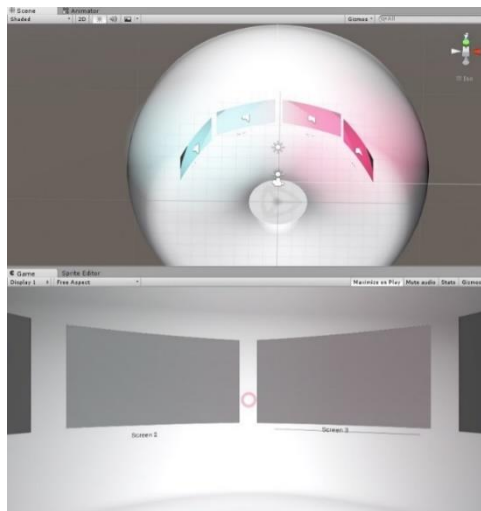 Scene Animator
Shaded 2D Gizmos
Game Sprite Editor
Display 1 Free Aspect Maximize on Play Mute audio Stats Gizmos
Screen 2 Screen 3